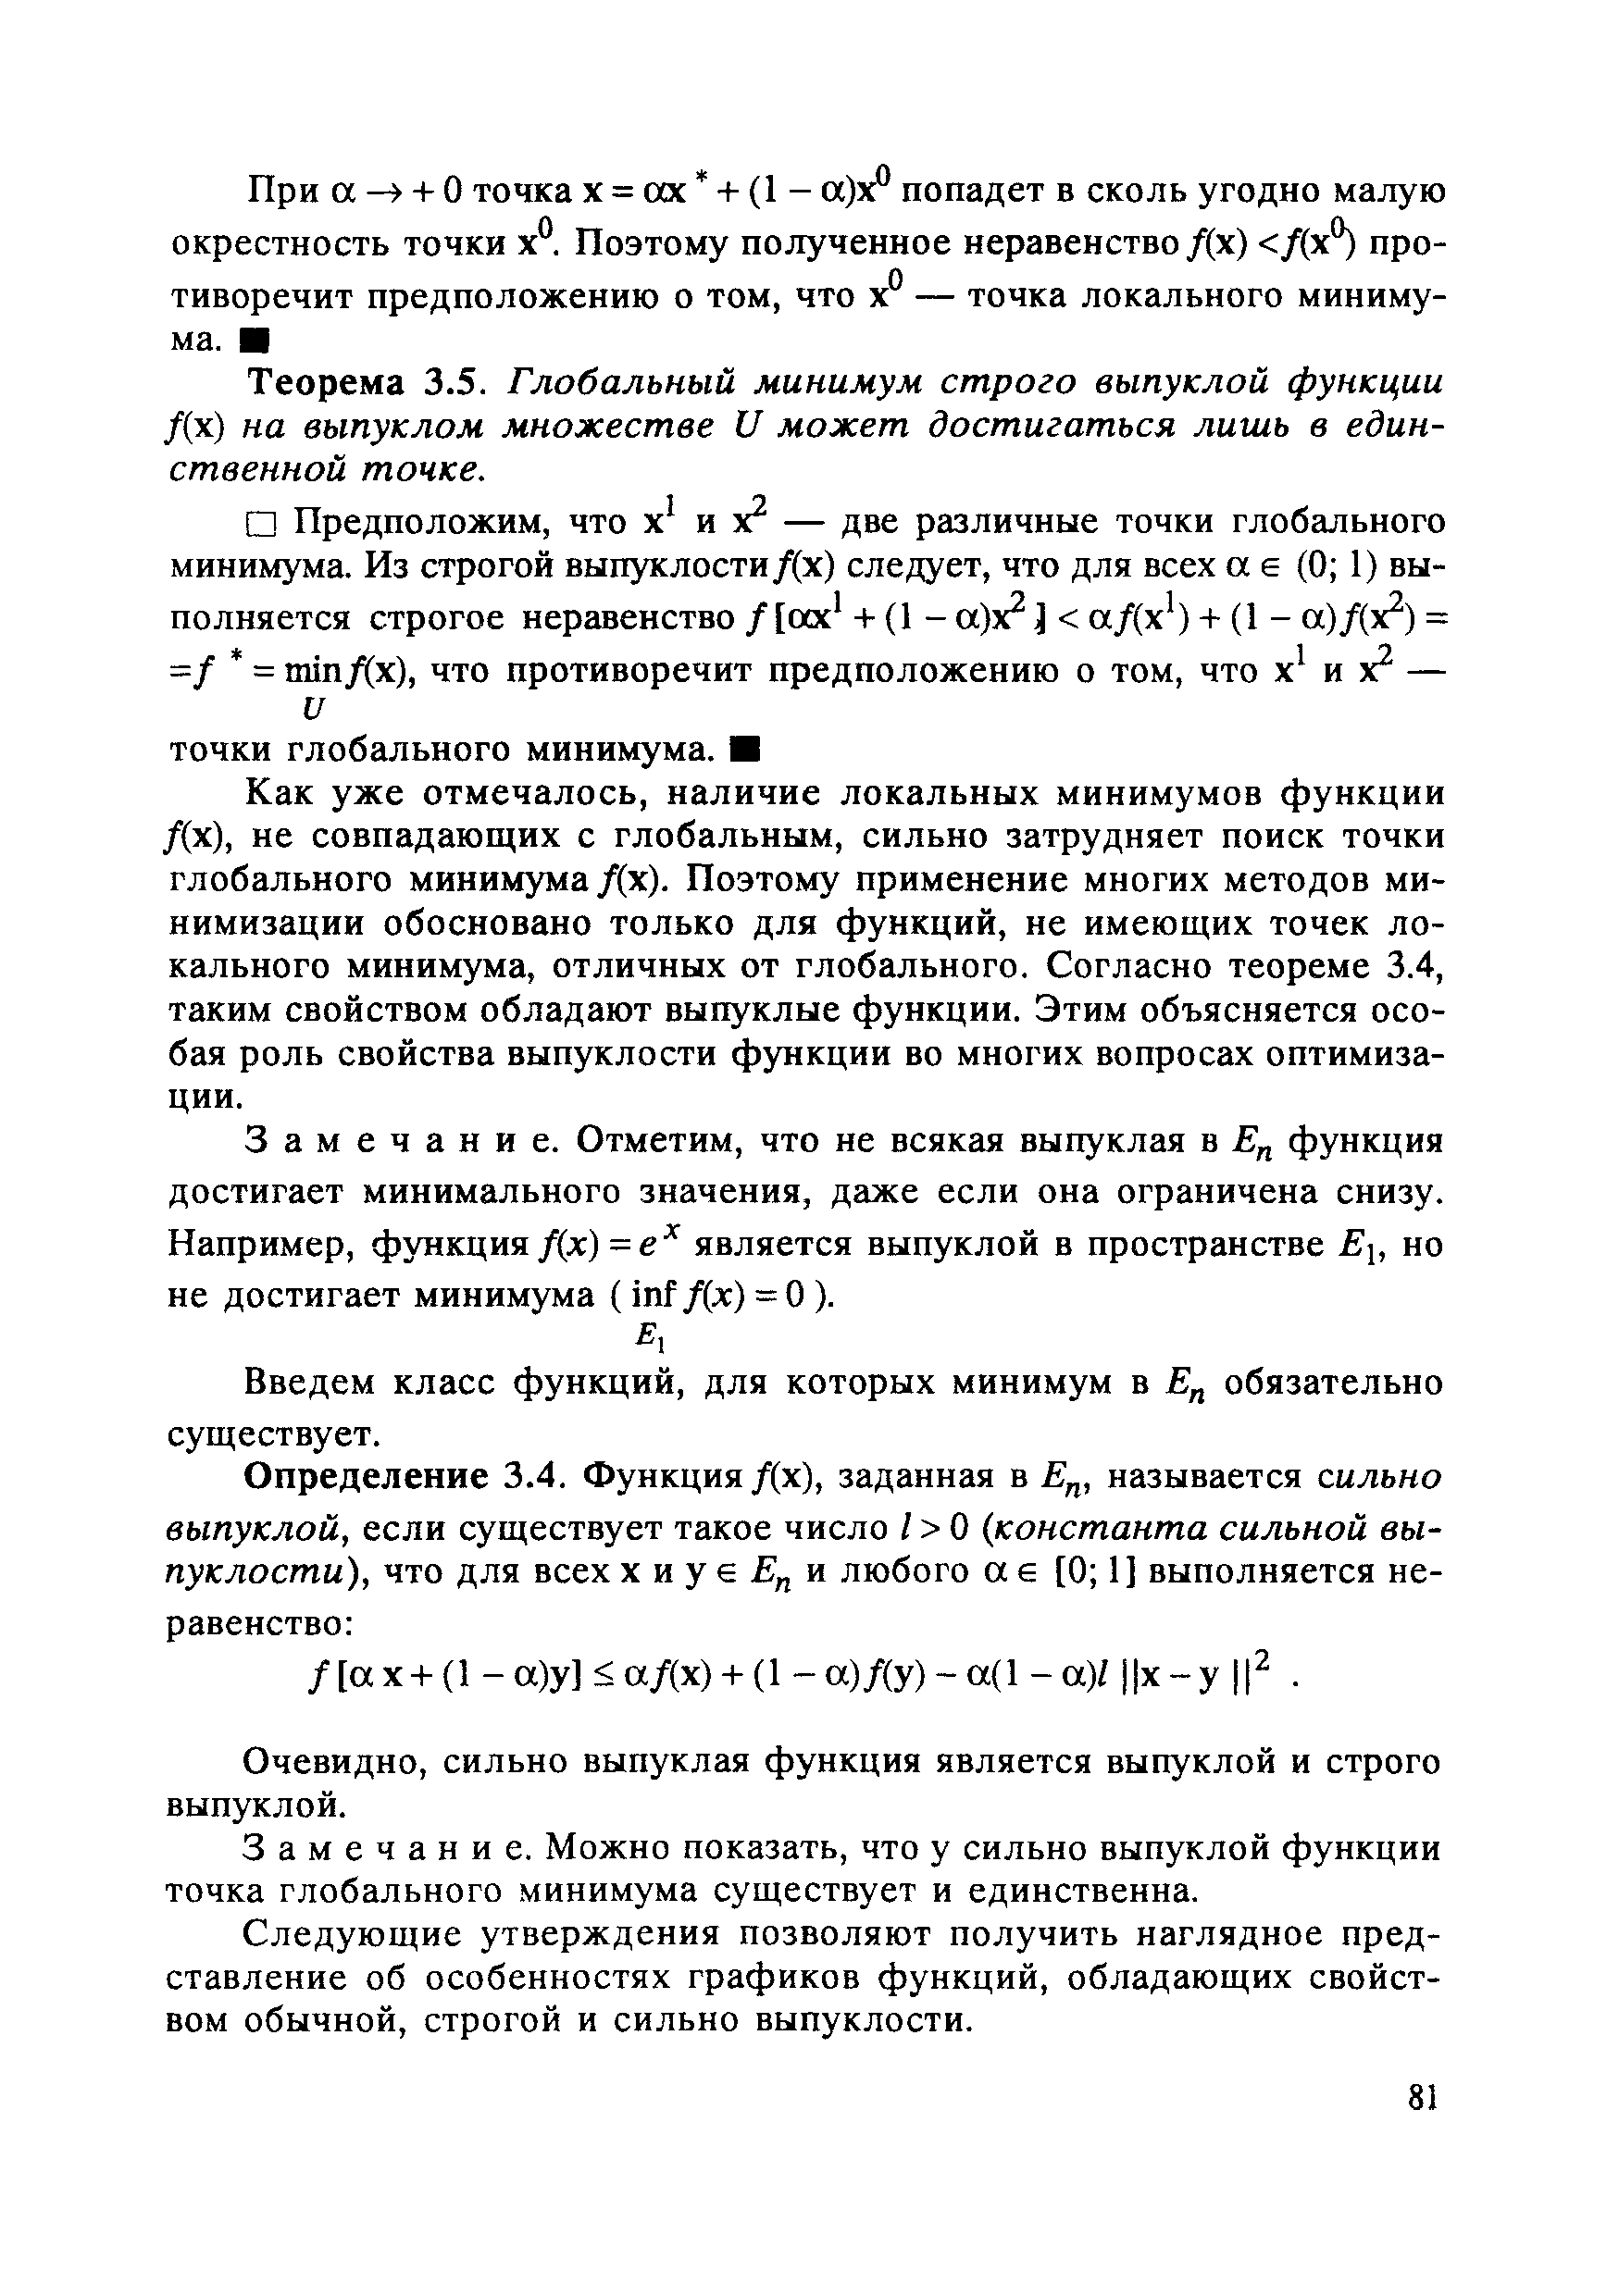 При α → + 0 точка x = αx * + (1 − α)x⁰ попадет в сколь угодно малую
окрестность точки x⁰. Поэтому полученное неравенство f(x) < f(x⁰) про-
тиворечит предположению о том, что x⁰ — точка локального миниму-
ма. ■
Теорема 3.5. Глобальный минимум строго выпуклой функции
f(x) на выпуклом множестве U может достигаться лишь в един-
ственной точке.
□ Предположим, что x¹ и x² — две различные точки глобального
минимума. Из строгой выпуклости f(x) следует, что для всех α ∈ (0; 1) вы-
полняется строгое неравенство f [αx¹ + (1 − α)x² ] < αf(x¹) + (1 − α)f(x²) =
= f * = min f(x), что противоречит предположению о том, что x¹ и x² —
U
точки глобального минимума. ■
Как уже отмечалось, наличие локальных минимумов функции
f(x), не совпадающих с глобальным, сильно затрудняет поиск точки
глобального минимума f(x). Поэтому применение многих методов ми-
нимизации обосновано только для функций, не имеющих точек ло-
кального минимума, отличных от глобального. Согласно теореме 3.4,
таким свойством обладают выпуклые функции. Этим объясняется осо-
бая роль свойства выпуклости функции во многих вопросах оптимиза-
ции.
З а м е ч а н и е. Отметим, что не всякая выпуклая в Eₙ функция
достигает минимального значения, даже если она ограничена снизу.
Например, функция f(x) = eˣ является выпуклой в пространстве E₁, но
не достигает минимума ( inf f(x) = 0 ).
E₁
Введем класс функций, для которых минимум в Eₙ обязательно
существует.
Определение 3.4. Функция f(x), заданная в Eₙ, называется сильно
выпуклой, если существует такое число l > 0 (константа сильной вы-
пуклости), что для всех x и y ∈ Eₙ и любого α ∈ [0; 1] выполняется не-
равенство:
f [α x + (1 − α)y] ≤ αf(x) + (1 − α)f(y) − α(1 − α)l ||x − y ||² .
Очевидно, сильно выпуклая функция является выпуклой и строго
выпуклой.
З а м е ч а н и е. Можно показать, что у сильно выпуклой функции
точка глобального минимума существует и единственна.
Следующие утверждения позволяют получить наглядное пред-
ставление об особенностях графиков функций, обладающих свойст-
вом обычной, строгой и сильно выпуклости.
81